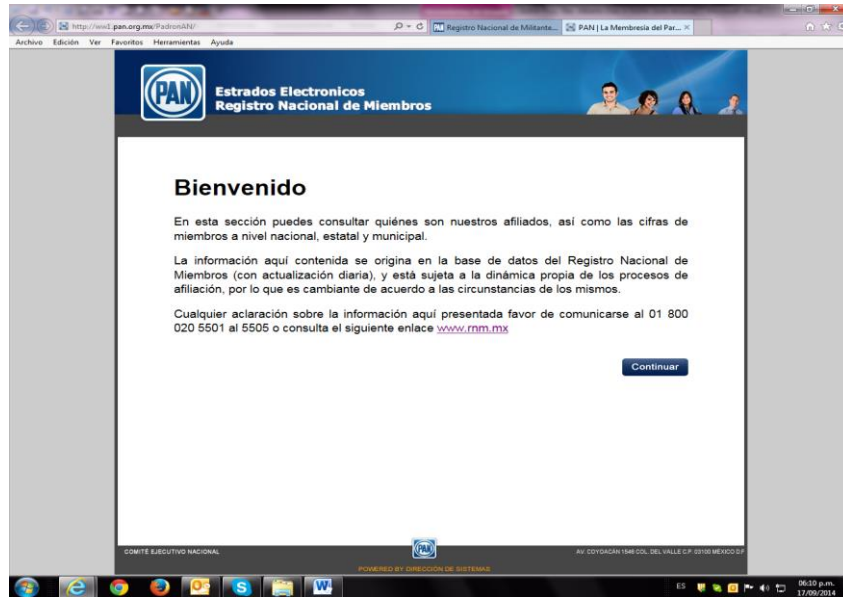 http://ww1.pan.org.mx/PadronAN/
Registro Nacional de Militante...
PAN | La Membresía del Par...
Archivo Edición Ver Favoritos Herramientas Ayuda
PAN
Estrados Electronicos
Registro Nacional de Miembros
Bienvenido
En esta sección puedes consultar quiénes son nuestros afiliados, así como las cifras de
miembros a nivel nacional, estatal y municipal.
La información aquí contenida se origina en la base de datos del Registro Nacional de
Miembros (con actualización diaria), y está sujeta a la dinámica propia de los procesos de
afiliación, por lo que es cambiante de acuerdo a las circunstancias de los mismos.
Cualquier aclaración sobre la información aquí presentada favor de comunicarse al 01 800
020 5501 al 5505 o consulta el siguiente enlace www.rnm.mx
Continuar
COMITÉ EJECUTIVO NACIONAL
PAN
AV. COYOACÁN 1546 COL. DEL VALLE C.P. 03100 MÉXICO D.F
POWERED BY DIRECCIÓN DE SISTEMAS
ES
06:10 p.m.
17/09/2014